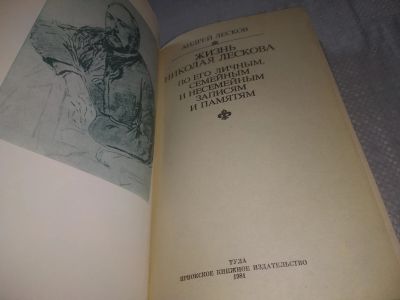 АНДРЕЙ ЛЕСКОВ
ЖИЗНЬ
НИКОЛАЯ ЛЕСКОВА
ПО ЕГО ЛИЧНЫМ,
СЕМЕЙНЫМ
И НЕСЕМЕЙНЫМ
ЗАПИСЯМ
И ПАМЯТЯМ
ТУЛА
ПРИОКСКОЕ КНИЖНОЕ ИЗДАТЕЛЬСТВО
1981